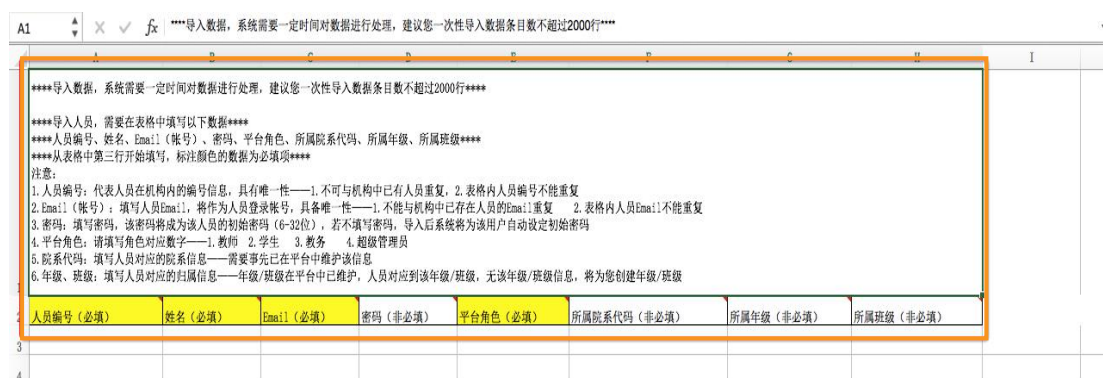 A1
fx ****导入数据，系统需要一定时间对数据进行处理，建议您一次性导入数据条目数不超过2000行****
A B C D E F G H I
****导入数据，系统需要一定时间对数据进行处理，建议您一次性导入数据条目数不超过2000行****
****导入人员，需要在表格中填写以下数据****
****人员编号、姓名、Email（帐号）、密码、平台角色、所属院系代码、所属年级、所属班级****
****从表格中第三行开始填写，标注颜色的数据为必填项****
注意：
1.人员编号：代表人员在机构内的编号信息，具有唯一性——1.不可与机构中已有人员重复，2.表格内人员编号不能重复
2.Email（帐号）：填写人员Email，将作为人员登录帐号，具备唯一性——1.不能与机构中已存在人员的Email重复 2.表格内人员Email不能重复
3.密码：填写密码，该密码将成为该人员的初始密码（6-32位），若不填写密码，导入后系统将为该用户自动设定初始密码
4.平台角色：请填写角色对应数字——1.教师 2.学生 3.教务 4.超级管理员
5.院系代码：填写人员对应的院系信息——需要事先已在平台中维护该信息
6.年级、班级：填写人员对应的归属信息——年级/班级在平台中已维护，人员对应到该年级/班级，无该年级/班级信息，将为您创建年级/班级
1
2 人员编号（必填） 姓名（必填） Email（必填） 密码（非必填） 平台角色（必填） 所属院系代码（非必填） 所属年级（非必填） 所属班级（非必填）
3
4